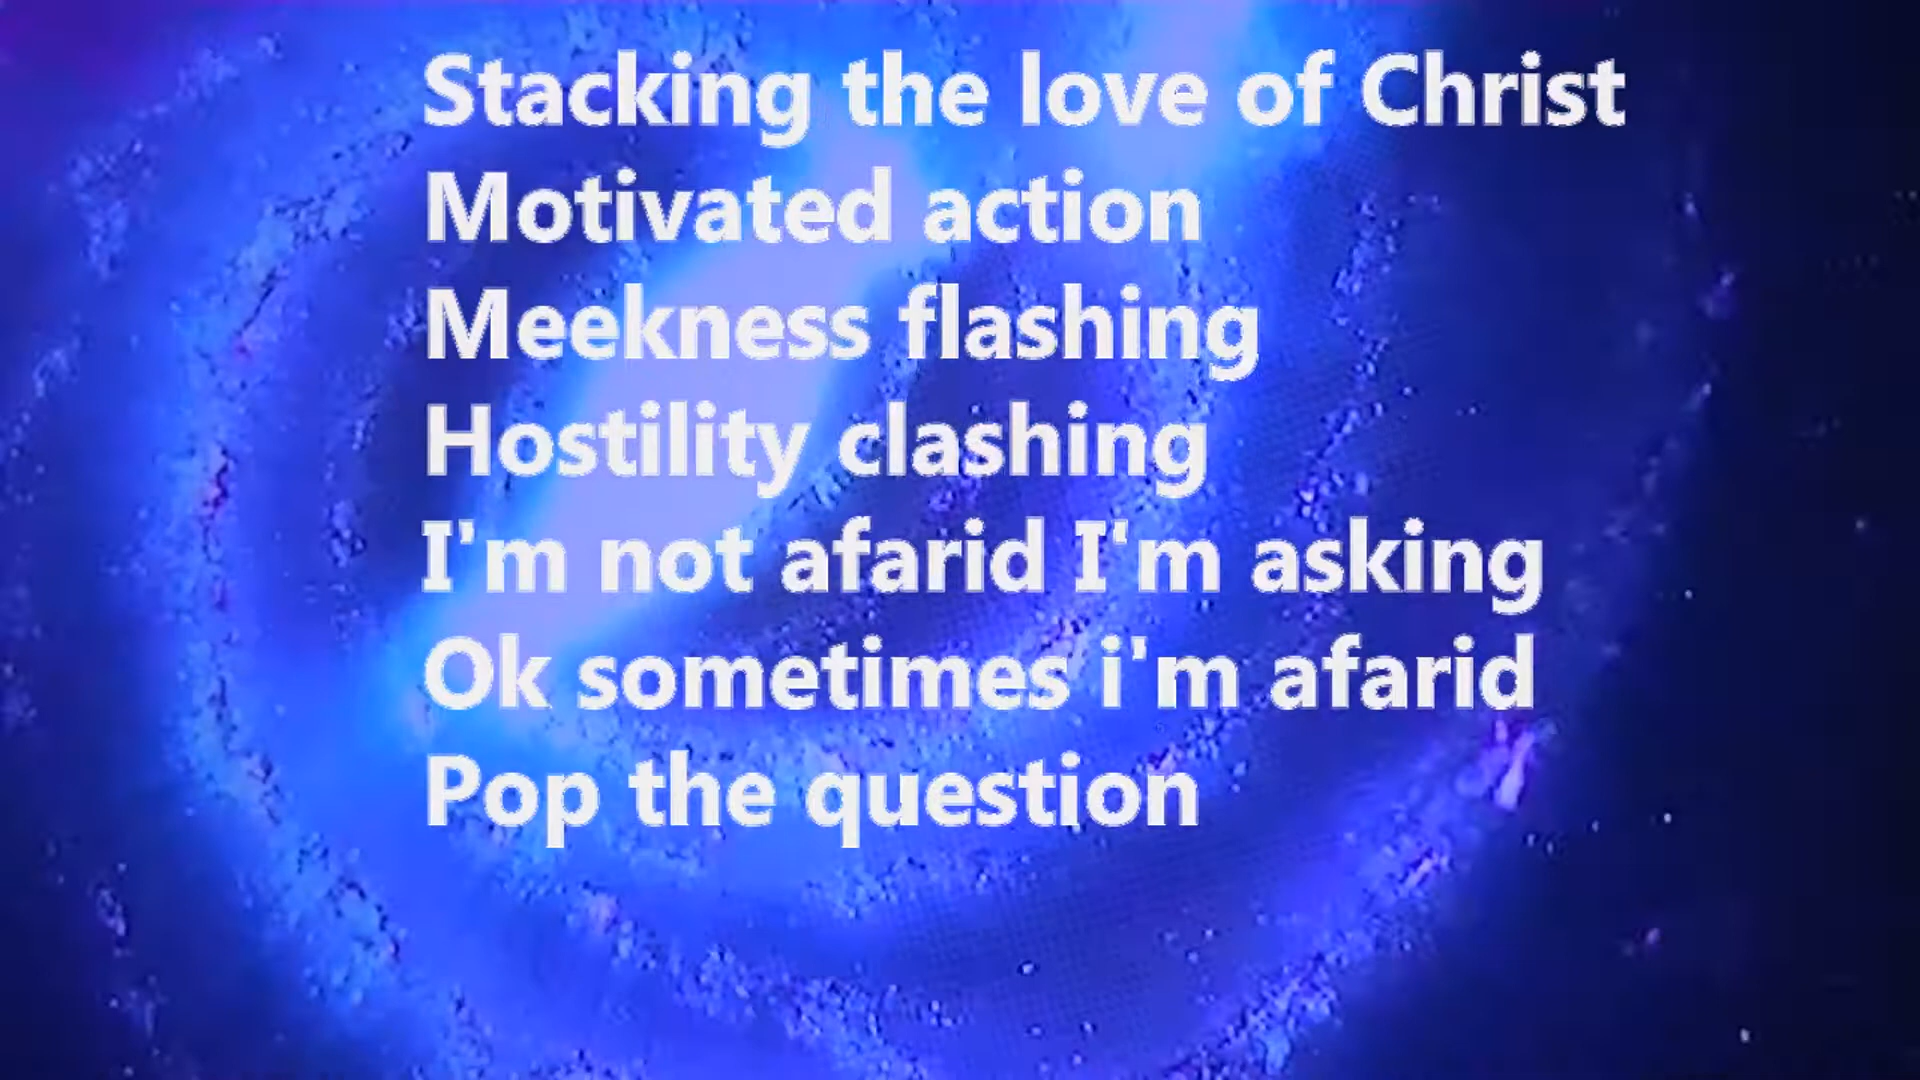 Stacking the love of Christ
Motivated action
Meekness flashing
Hostility clashing
I'm not afarid I'm asking
Ok sometimes i'm afarid
Pop the question